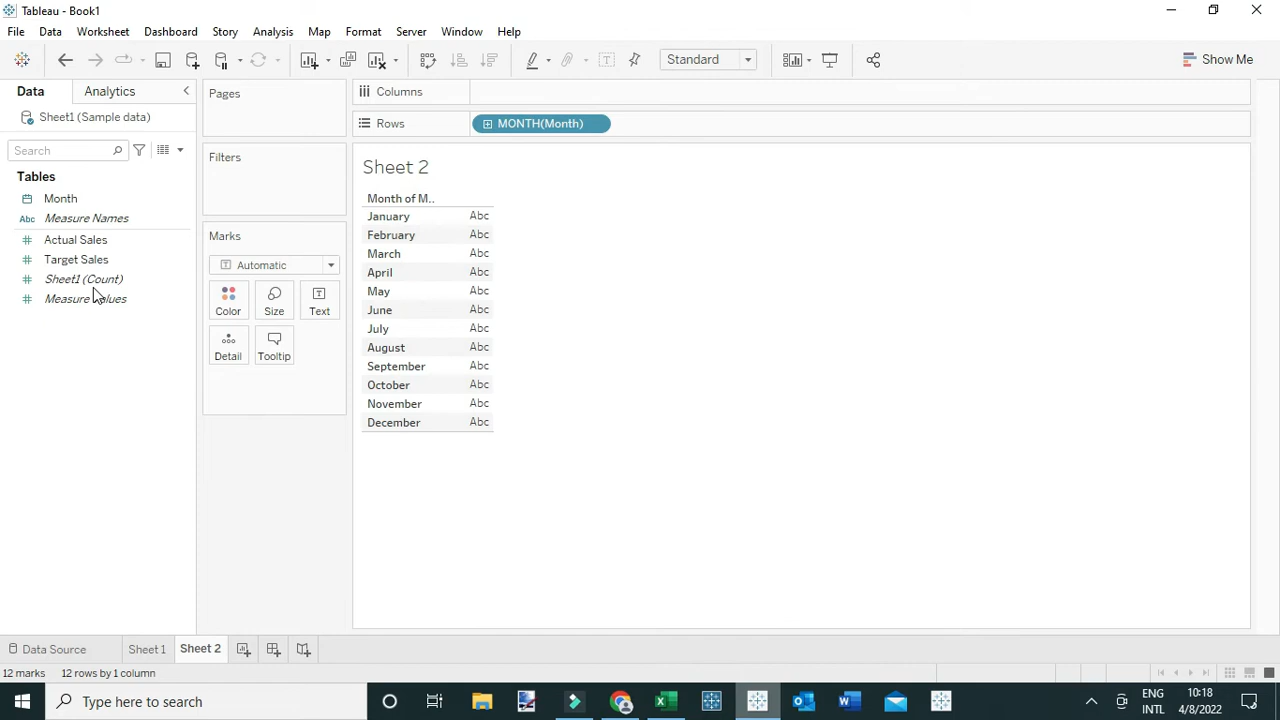 Tableau - Book1
File Data Worksheet Dashboard Story Analysis Map Format Server Window Help
Standard
Show Me
Data Analytics
Sheet1 (Sample data)
Search
Tables
Month
Abc Measure Names
Actual Sales
Target Sales
Sheet1 (Count)
Measure Values
Pages
Filters
Marks
Automatic
Color Size Text
Detail Tooltip
Columns
Rows MONTH(Month)
Sheet 2
Month of M..
January Abc
February Abc
March Abc
April Abc
May Abc
June Abc
July Abc
August Abc
September Abc
October Abc
November Abc
December Abc
Data Source Sheet 1 Sheet 2
12 marks 12 rows by 1 column
Type here to search
ENG
INTL
10:18
4/8/2022